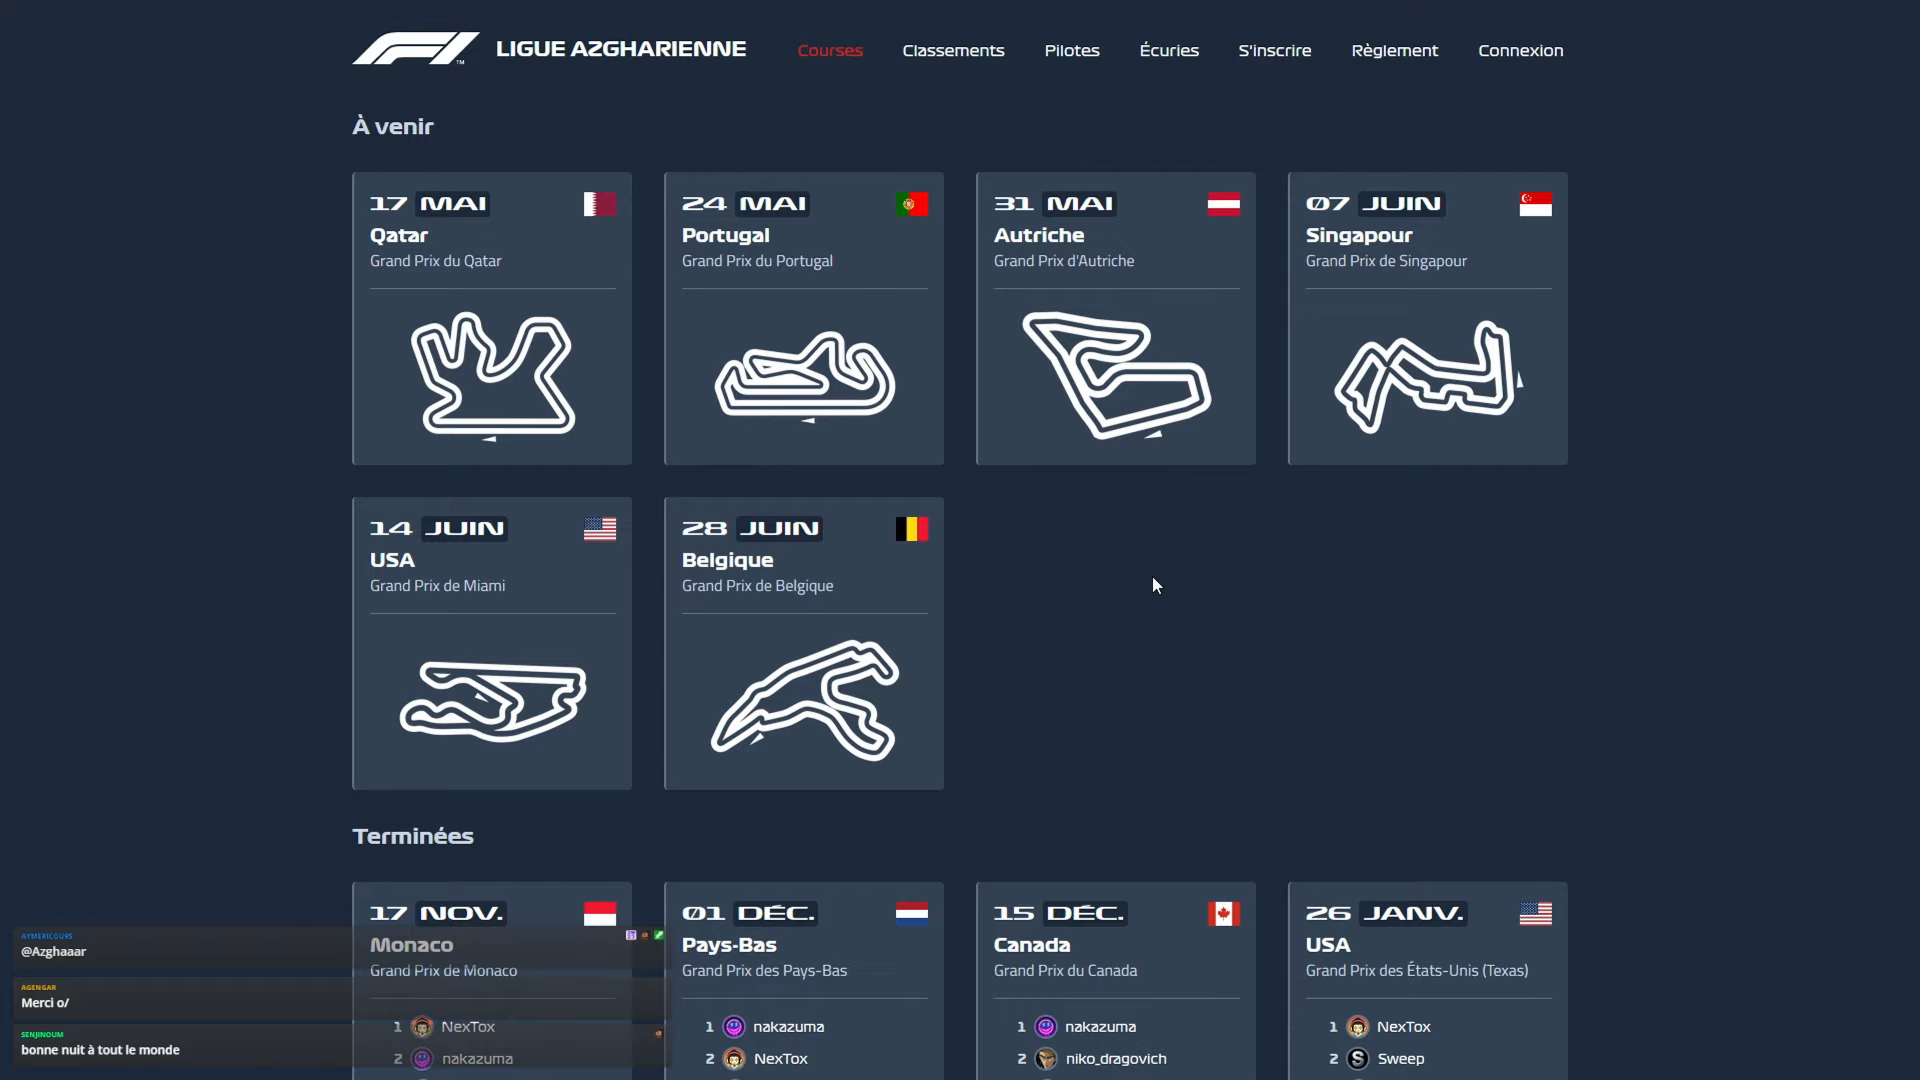 F1 LIGUE AZGHARIENNE Courses Classements Pilotes Écuries S'inscrire Règlement Connexion
À venir
17 MAI
Qatar
Grand Prix du Qatar
24 MAI
Portugal
Grand Prix du Portugal
31 MAI
Autriche
Grand Prix d'Autriche
07 JUIN
Singapour
Grand Prix de Singapour
14 JUIN
USA
Grand Prix de Miami
28 JUIN
Belgique
Grand Prix de Belgique
Terminées
17 NOV.
Monaco
Grand Prix de Monaco
1 NexTox
2 nakazuma
01 DÉC.
Pays-Bas
Grand Prix des Pays-Bas
1 nakazuma
2 NexTox
15 DÉC.
Canada
Grand Prix du Canada
1 nakazuma
2 niko_dragovich
26 JANV.
USA
Grand Prix des États-Unis (Texas)
1 NexTox
2 Sweep
AYMERICOU95
@Azghaaar
AGENGAR
Merci o/
SENJINOUM
bonne nuit à tout le monde